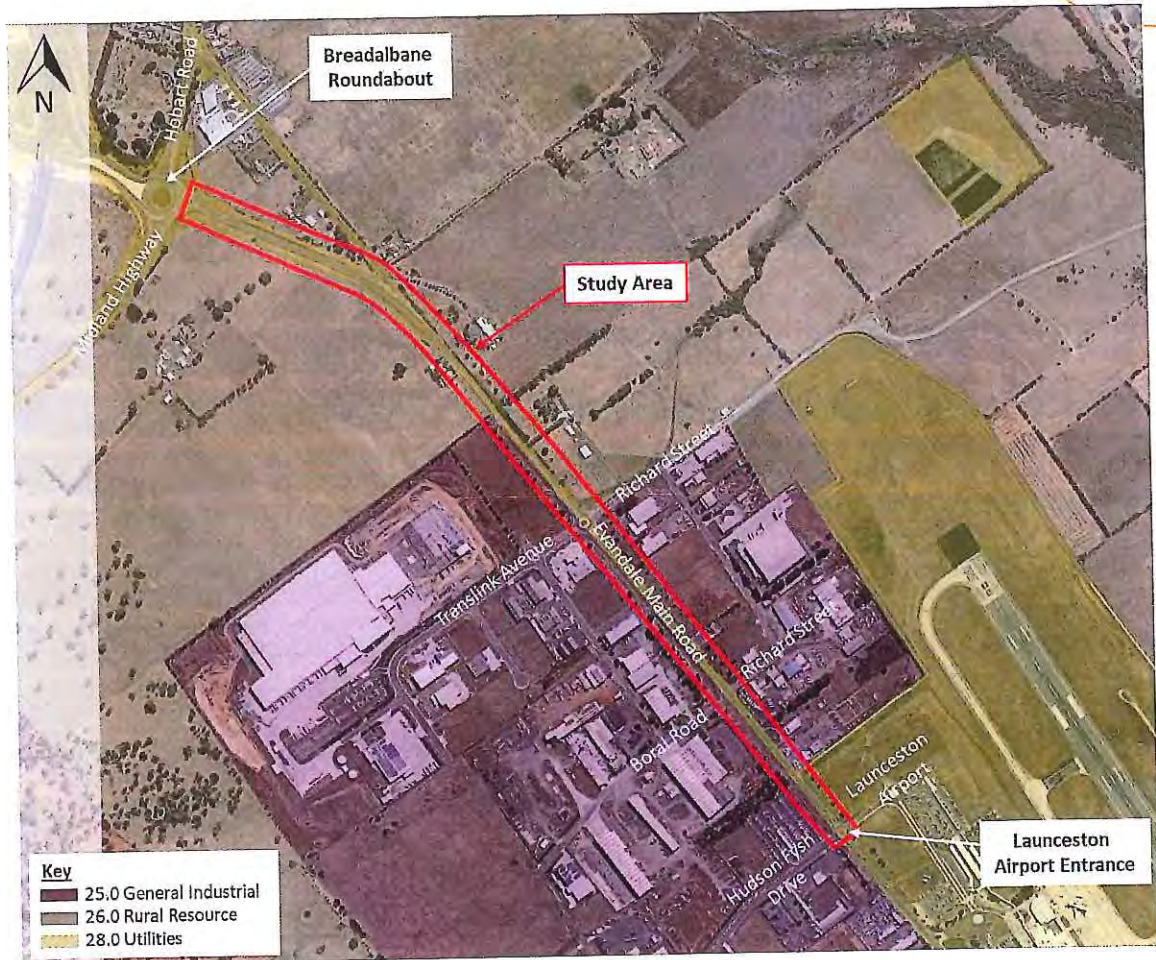 Breadalbane
Roundabout
N
Hobart Road
Midland Highway
Study Area
Richard Street
Translink Avenue
Evandale Main Road
Richard Street
Boral Road
Launceston
Airport
Hudson Fysh
Drive
Launceston
Airport Entrance
Key
25.0 General Industrial
26.0 Rural Resource
28.0 Utilities